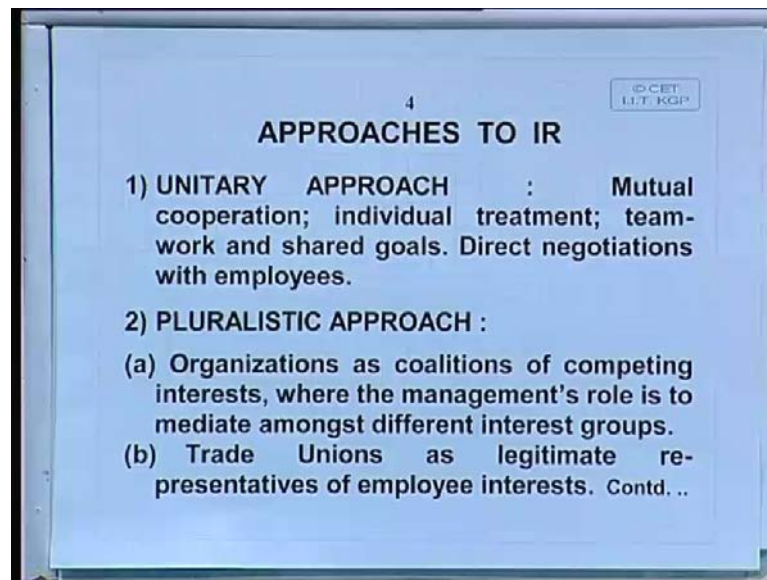 4
© CET
I.I.T. KGP
APPROACHES TO IR
1) UNITARY APPROACH : Mutual
cooperation; individual treatment; team-
work and shared goals. Direct negotiations
with employees.
2) PLURALISTIC APPROACH :
(a) Organizations as coalitions of competing
interests, where the management's role is to
mediate amongst different interest groups.
(b) Trade Unions as legitimate re-
presentatives of employee interests. Contd. ..